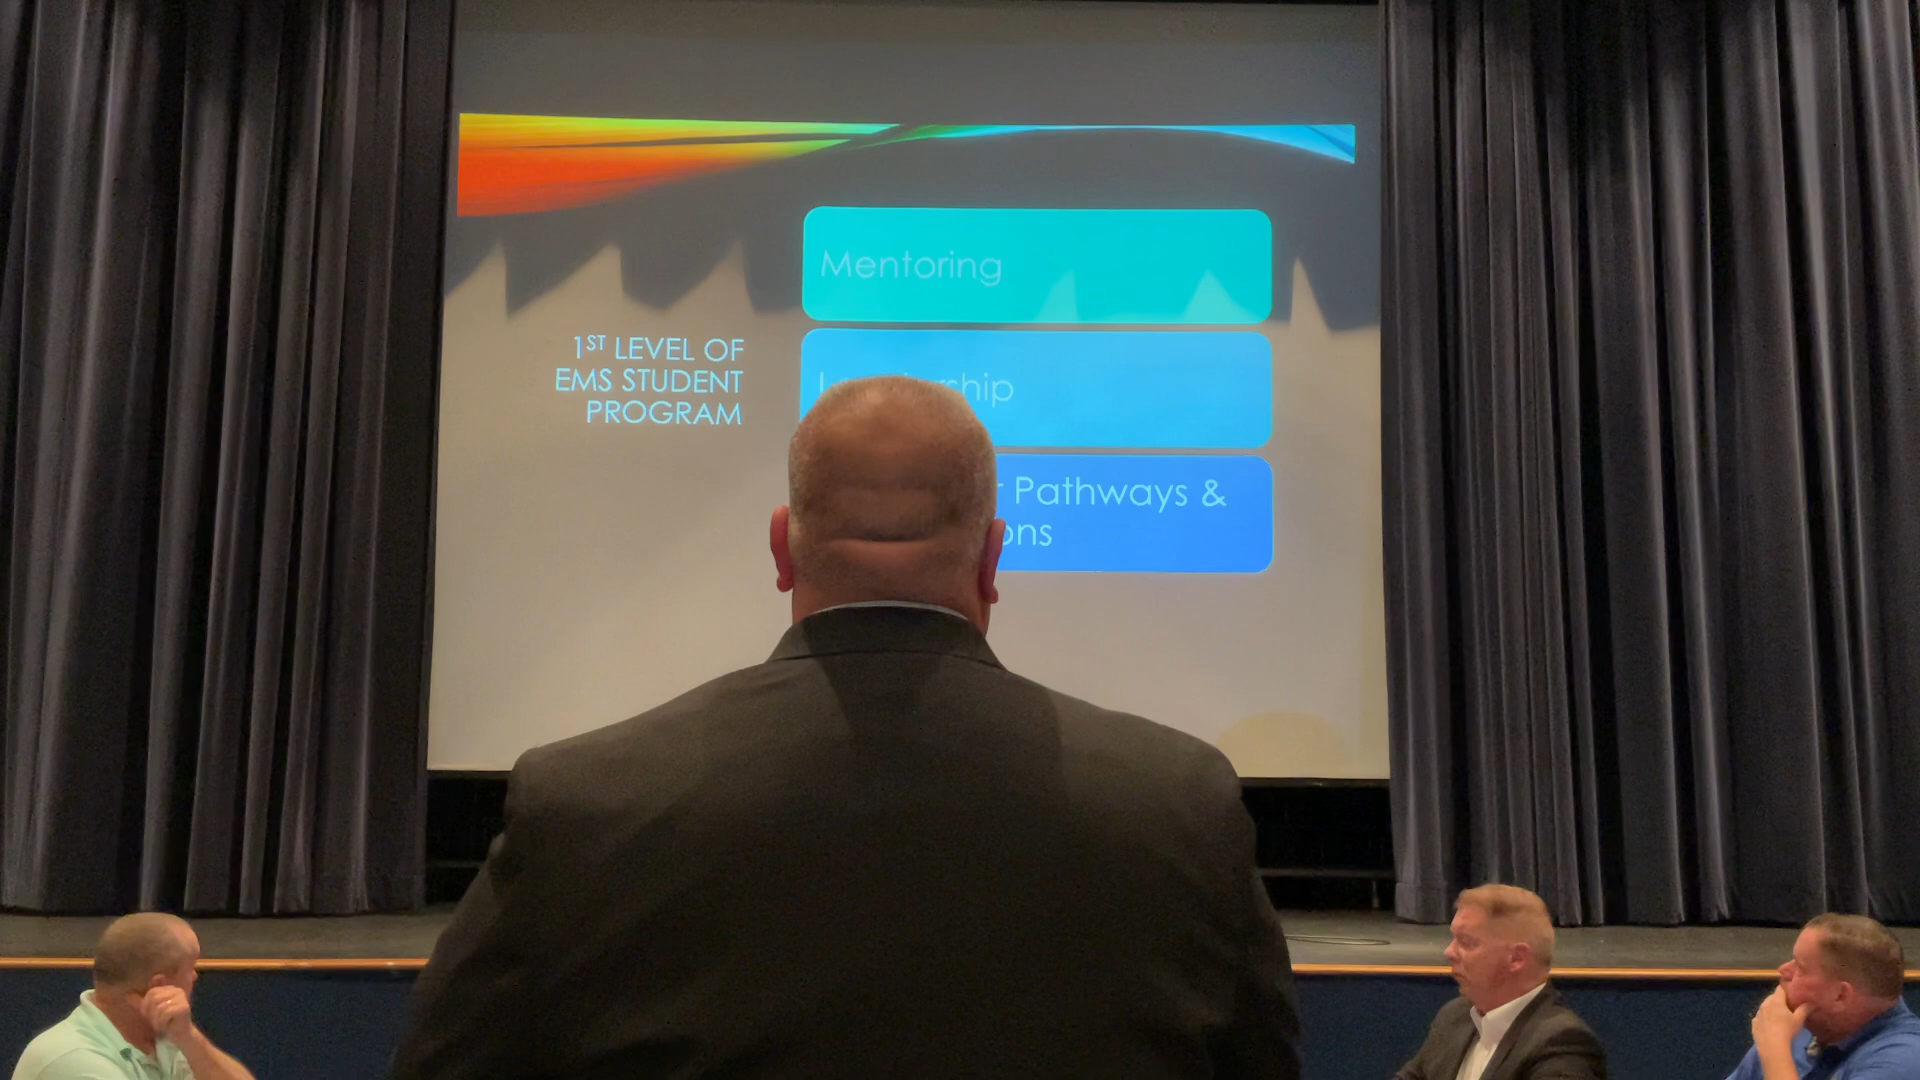 1ST LEVEL OF
EMS STUDENT
PROGRAM
Mentoring
Pathways &